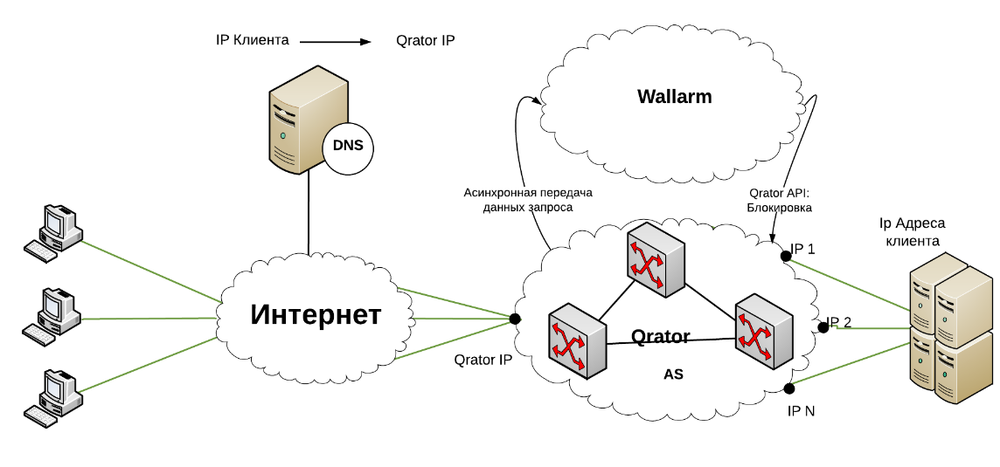 IP Клиента
Qrator IP
Wallarm
DNS
Асинхронная передача
данных запроса
Qrator API:
Блокировка
Ip Адреса
клиента
IP 1
Интернет
IP 2
Qrator
Qrator IP
AS
IP N